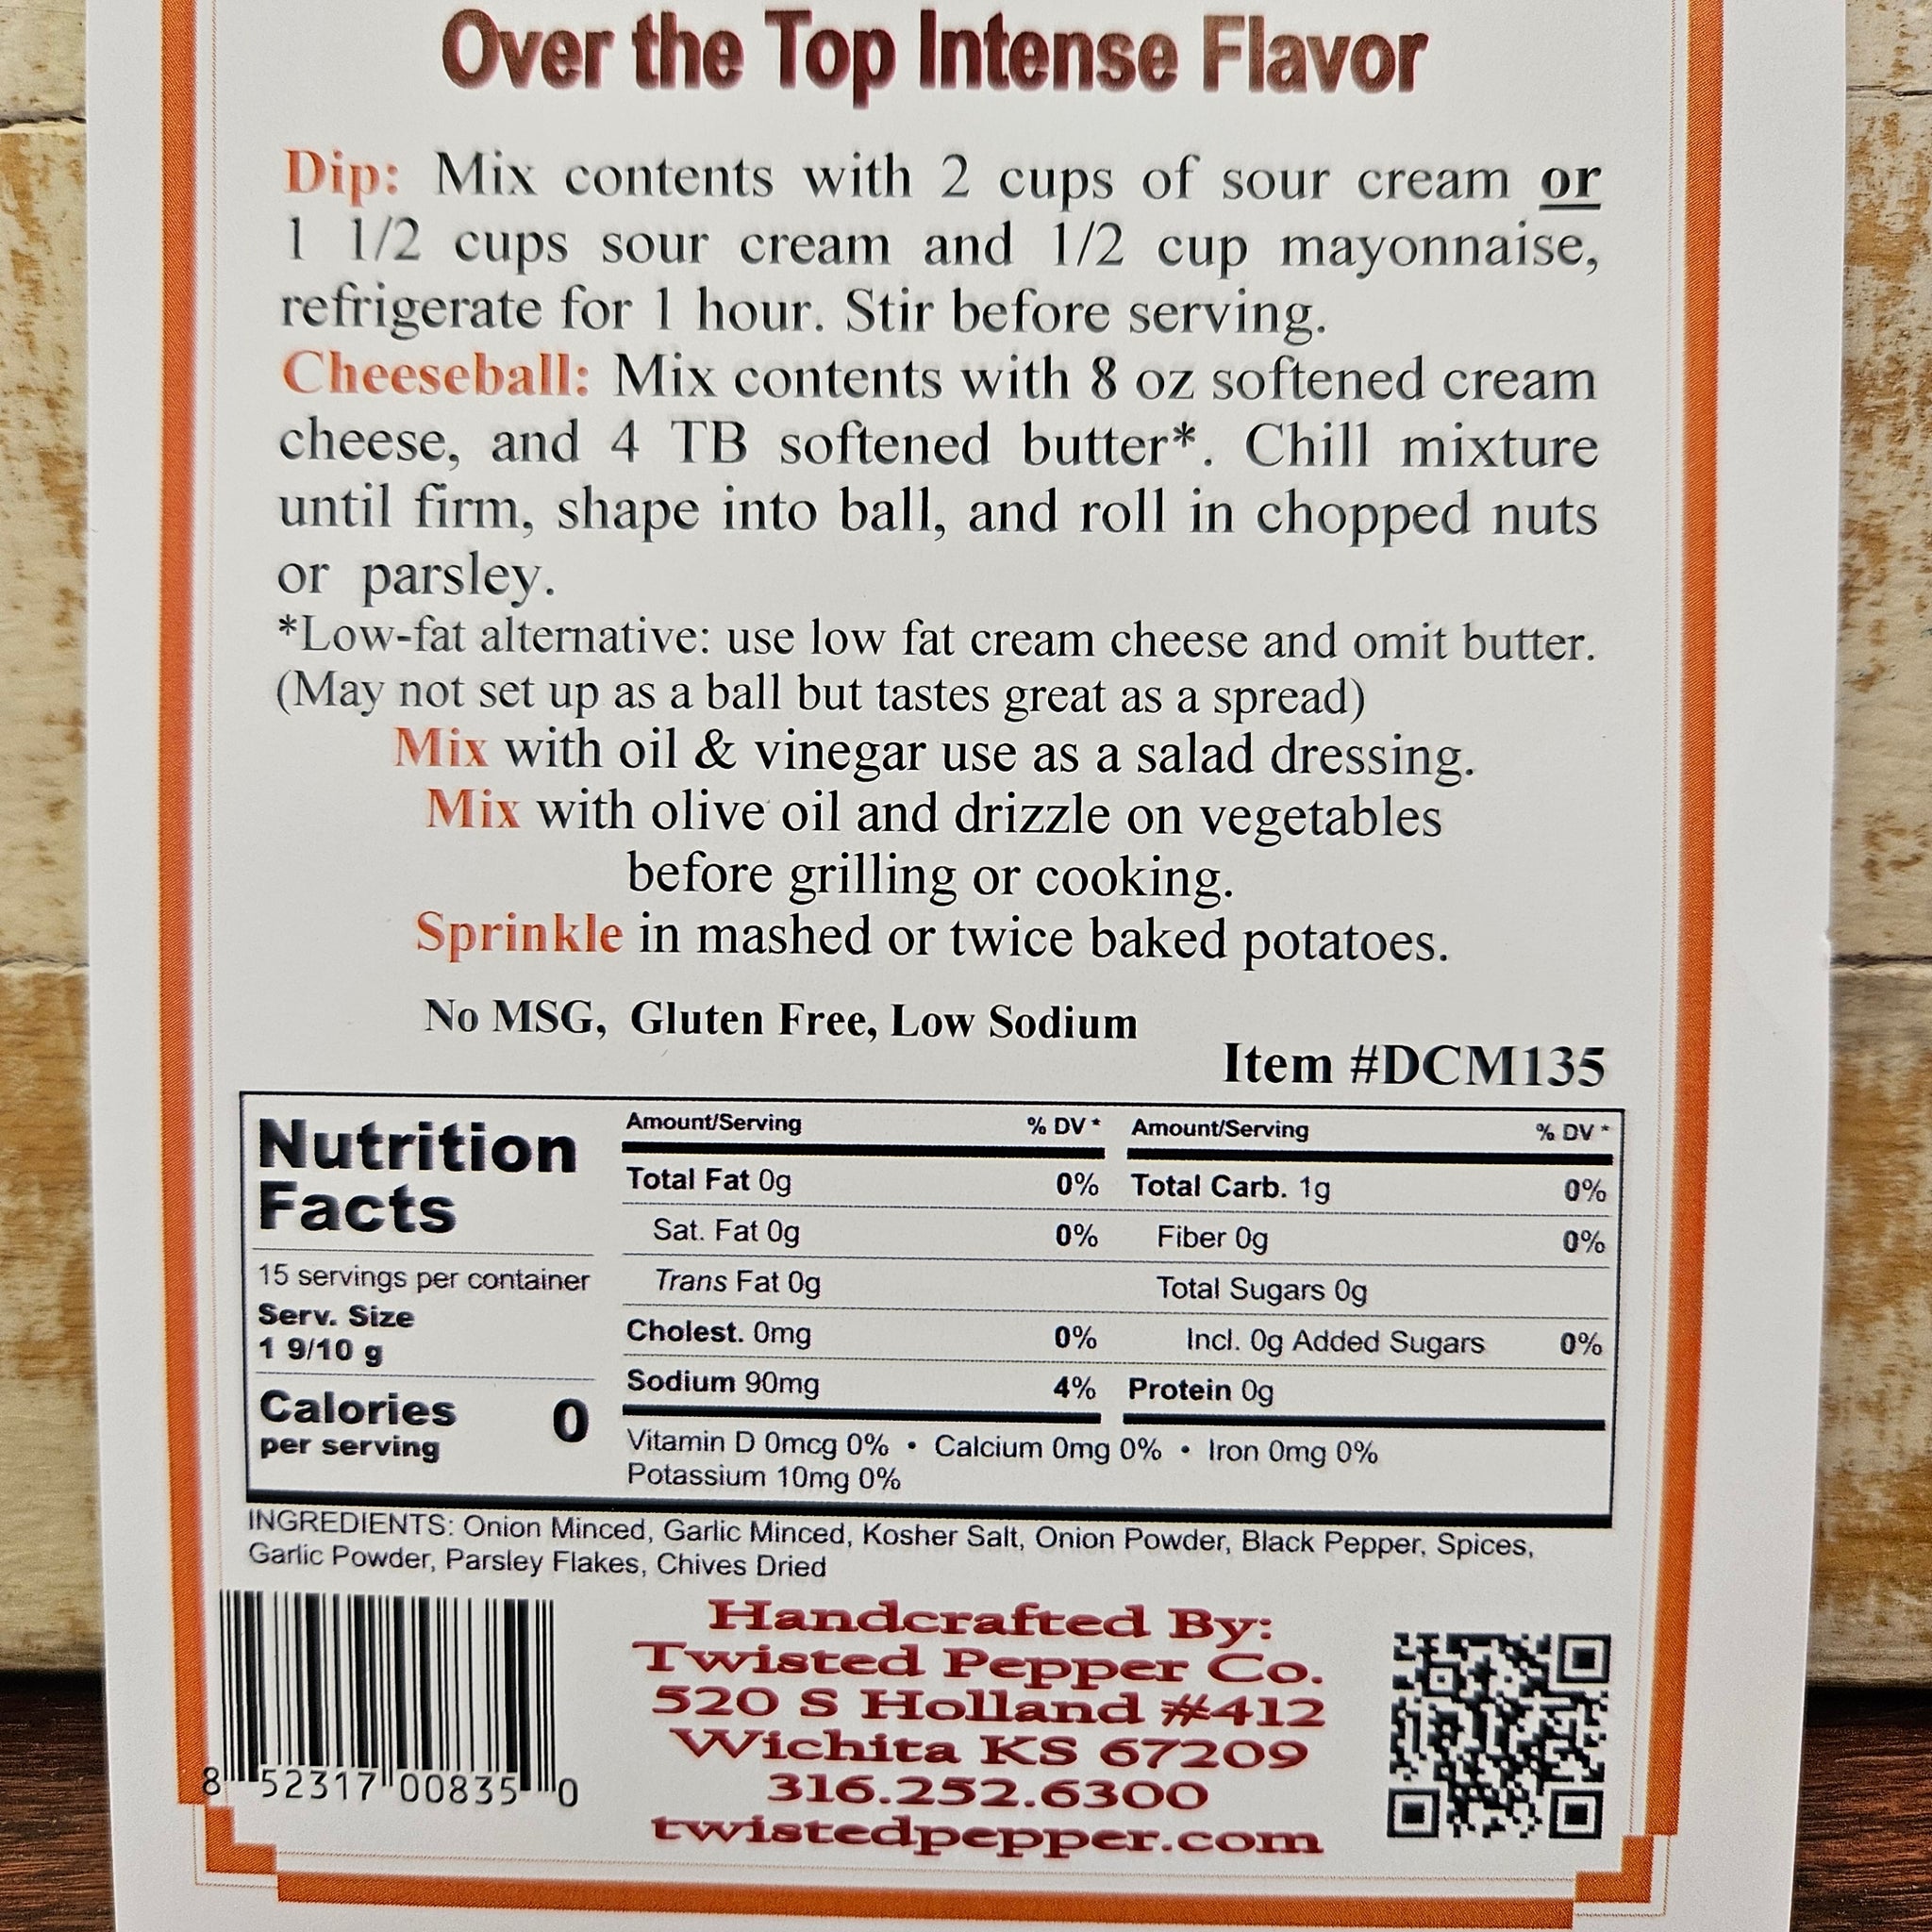 Over the Top Intense Flavor
Dip: Mix contents with 2 cups of sour cream or
1 1/2 cups sour cream and 1/2 cup mayonnaise,
refrigerate for 1 hour. Stir before serving.
Cheeseball: Mix contents with 8 oz softened cream
cheese, and 4 TB softened butter*. Chill mixture
until firm, shape into ball, and roll in chopped nuts
or parsley.
*Low-fat alternative: use low fat cream cheese and omit butter.
(May not set up as a ball but tastes great as a spread)
Mix with oil & vinegar use as a salad dressing.
Mix with olive oil and drizzle on vegetables
before grilling or cooking.
Sprinkle in mashed or twice baked potatoes.
No MSG, Gluten Free, Low Sodium
Item #DCM135
Nutrition
Facts
15 servings per container
Serv. Size
1 9/10 g
Calories 0
per serving
Amount/Serving % DV *
Total Fat 0g 0%
Sat. Fat 0g 0%
Trans Fat 0g
Cholest. 0mg 0%
Sodium 90mg 4%
Amount/Serving % DV *
Total Carb. 1g 0%
Fiber 0g 0%
Total Sugars 0g
Incl. 0g Added Sugars 0%
Protein 0g
Vitamin D 0mcg 0% • Calcium 0mg 0% • Iron 0mg 0%
Potassium 10mg 0%
INGREDIENTS: Onion Minced, Garlic Minced, Kosher Salt, Onion Powder, Black Pepper, Spices,
Garlic Powder, Parsley Flakes, Chives Dried
8 52317 00835 0
Handcrafted By:
Twisted Pepper Co.
520 S Holland #412
Wichita KS 67209
316.252.6300
twistedpepper.com